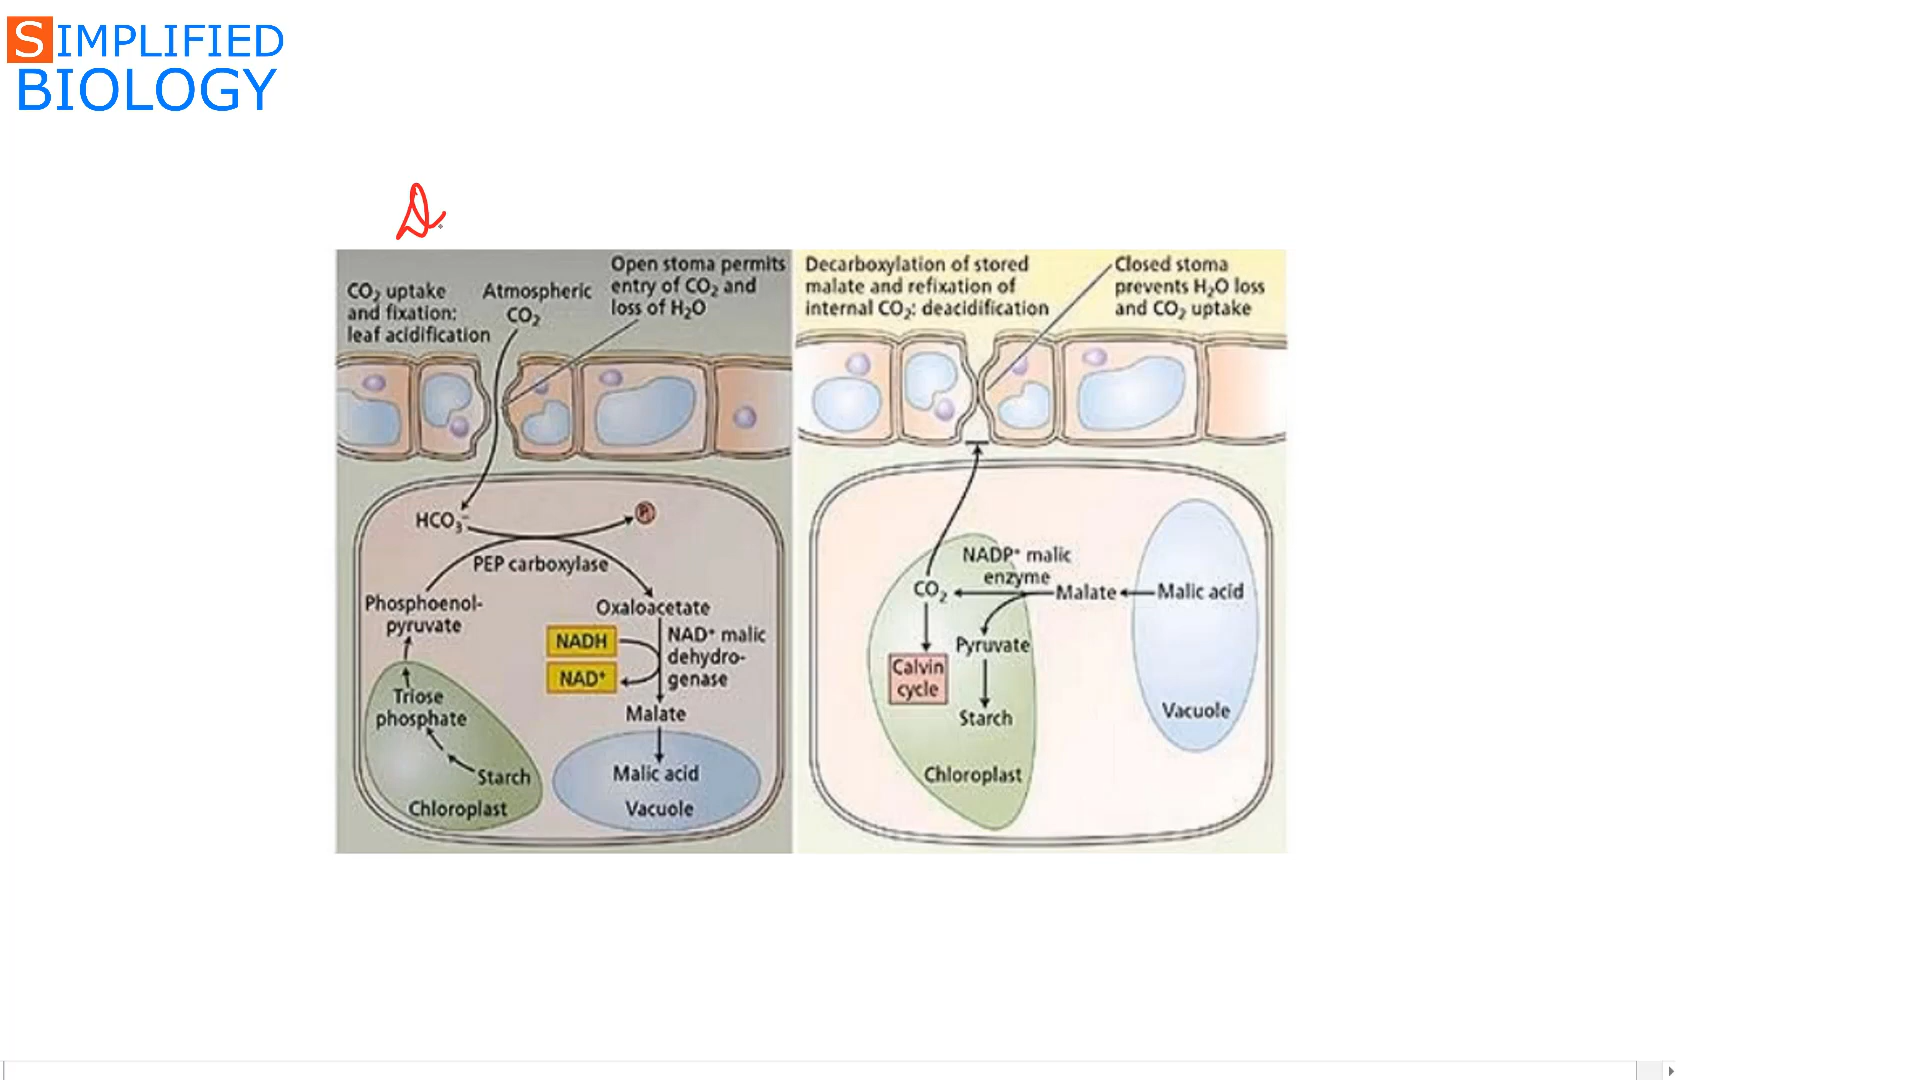 SIMPLIFIED
BIOLOGY
CO₂ uptake
and fixation:
leaf acidification
Atmospheric
CO₂
Open stoma permits
entry of CO₂ and
loss of H₂O
HCO₃⁻
Pᵢ
PEP carboxylase
Phosphoenol-
pyruvate
Oxaloacetate
NADH
NAD⁺
NAD⁺ malic
dehydro-
genase
Triose
phosphate
Malate
Starch
Chloroplast
Malic acid
Vacuole
Decarboxylation of stored
malate and refixation of
internal CO₂: deacidification
Closed stoma
prevents H₂O loss
and CO₂ uptake
NADP⁺ malic
enzyme
CO₂
Malate
Malic acid
Pyruvate
Calvin
cycle
Starch
Vacuole
Chloroplast